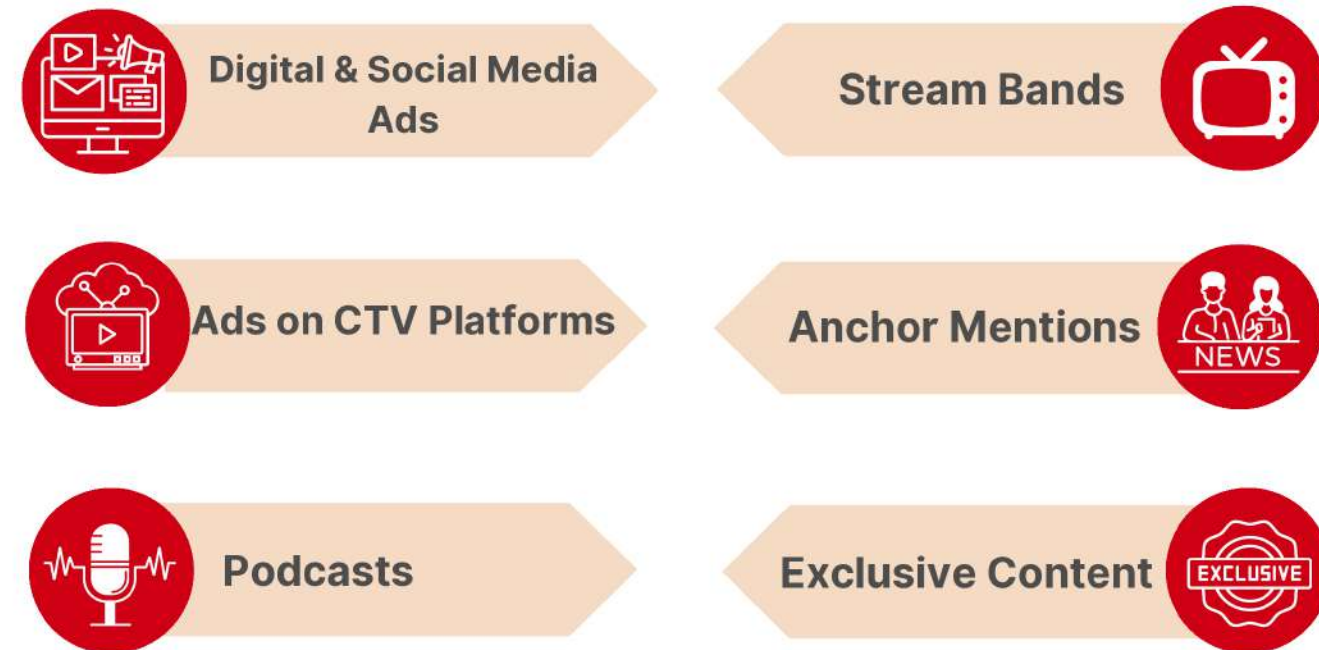 Digital & Social Media
Ads
Stream Bands
Ads on CTV Platforms
Anchor Mentions
NEWS
Podcasts
Exclusive Content
EXCLUSIVE